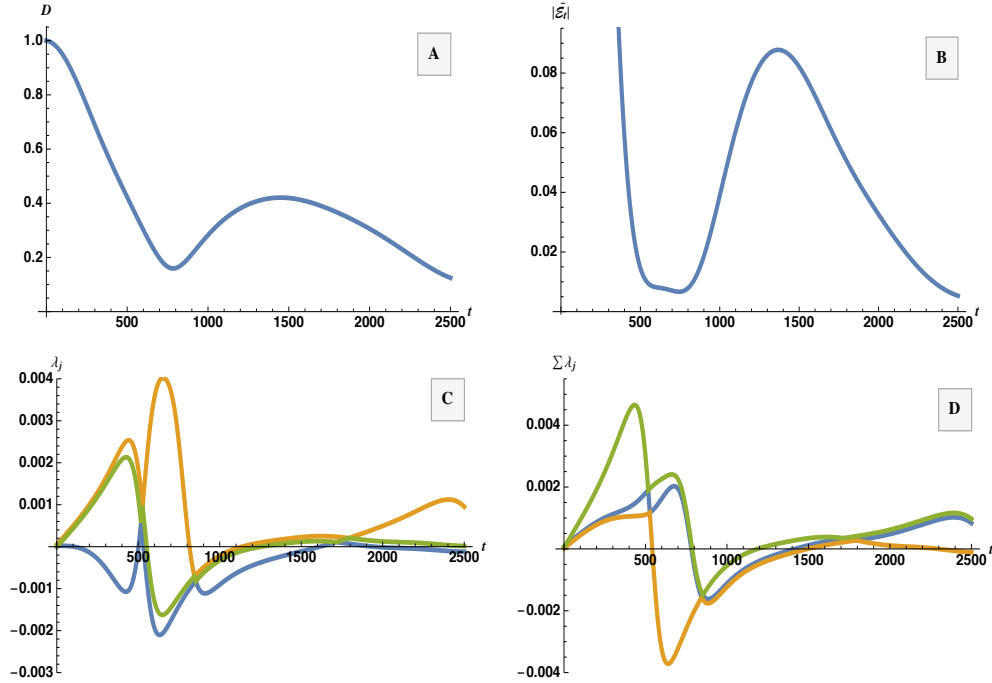 D
1.0
0.8
0.6
0.4
0.2
500 1000 1500 2000 2500 t
A
|ℰ̃ₜ|
0.08
0.06
0.04
0.02
500 1000 1500 2000 2500 t
B
λⱼ
0.004
0.003
0.002
0.001
500 1000 1500 2000 2500 t
−0.001
−0.002
−0.003
C
∑ λⱼ
0.004
0.002
500 1000 1500 2000 2500 t
−0.002
−0.004
D